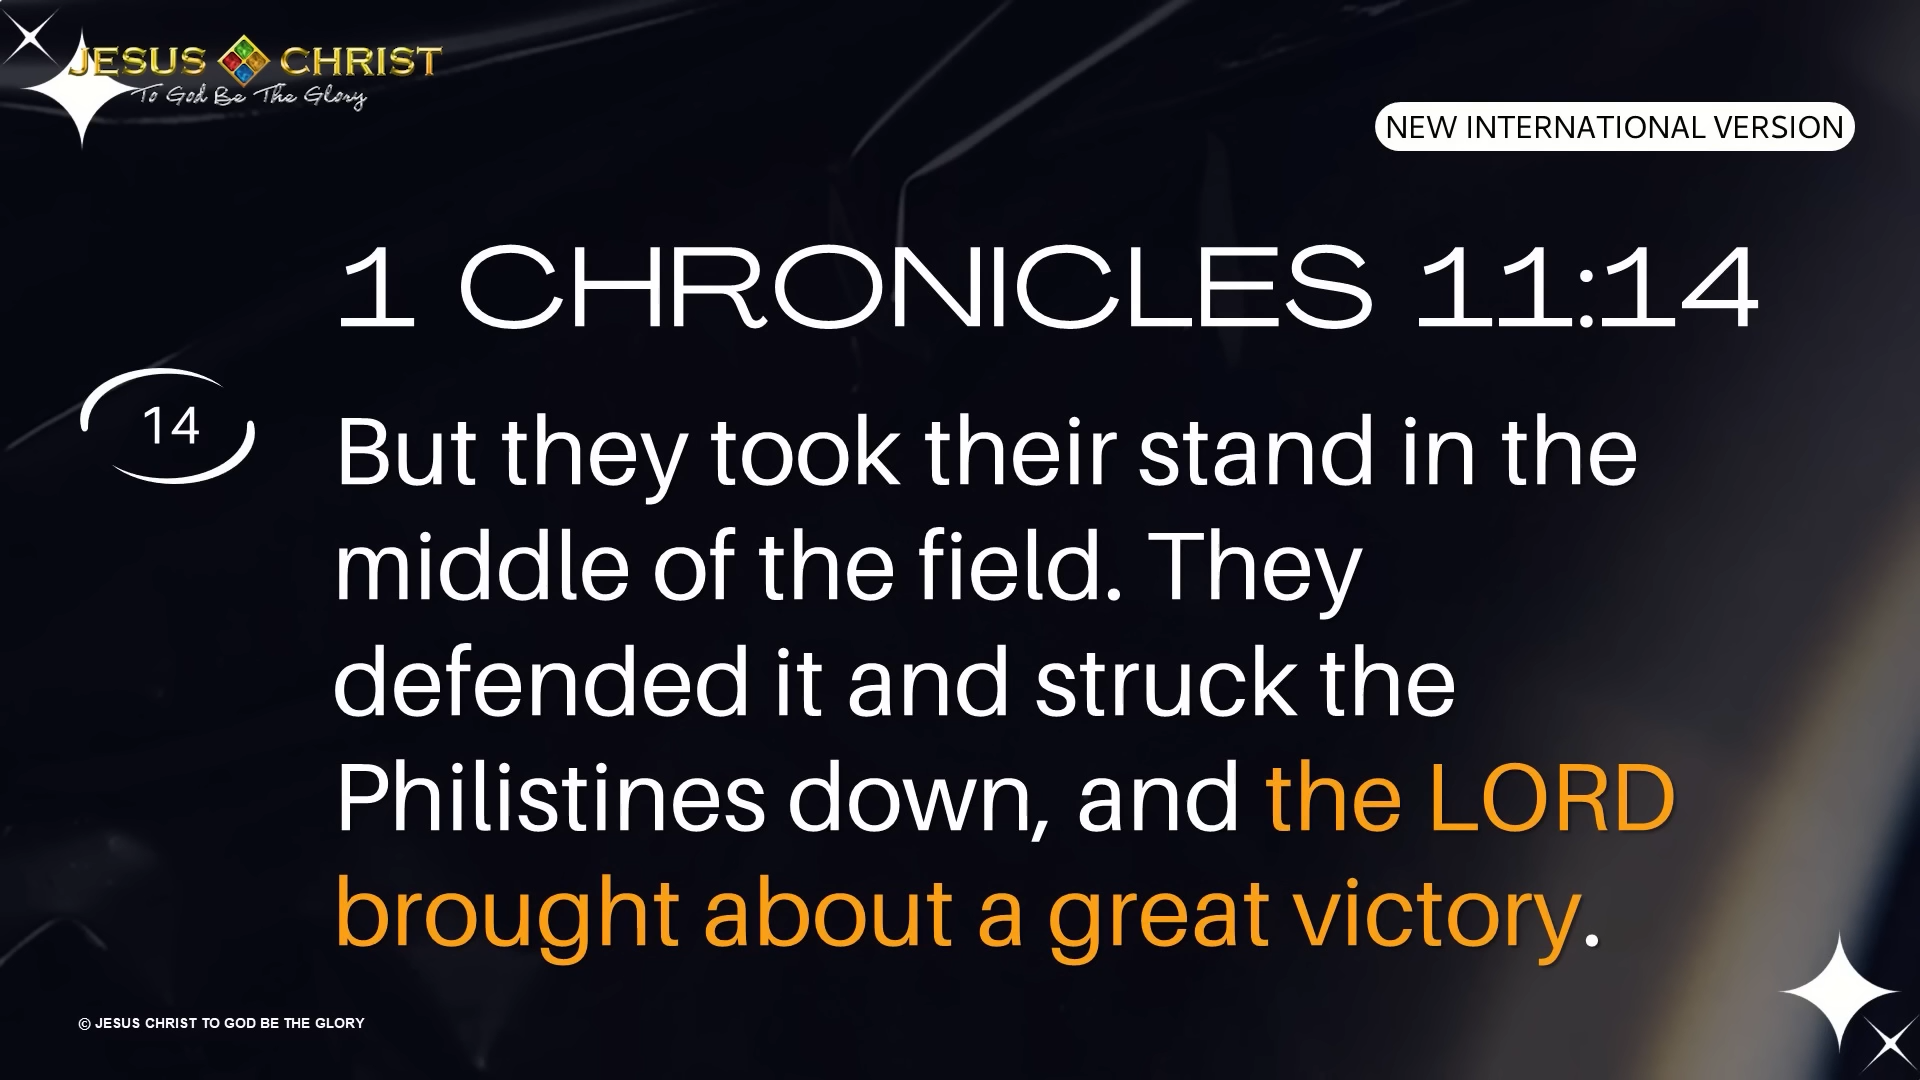 JESUS CHRIST
To God Be The Glory
NEW INTERNATIONAL VERSION
1 CHRONICLES 11:14
14
But they took their stand in the
middle of the field. They
defended it and struck the
Philistines down, and the LORD
brought about a great victory.
© JESUS CHRIST TO GOD BE THE GLORY